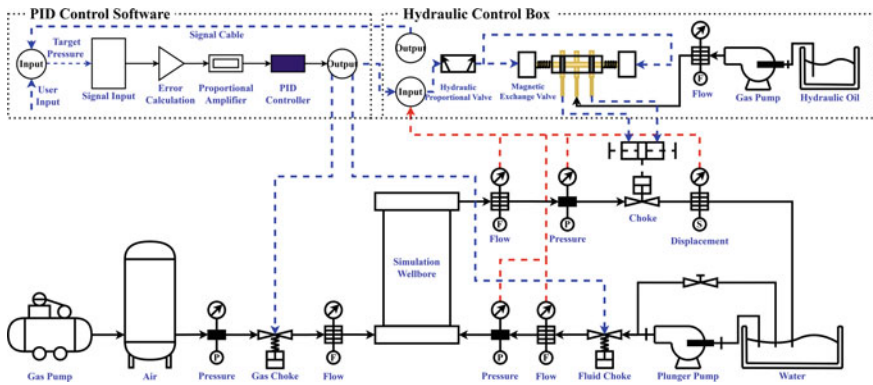 PID Control Software
Hydraulic Control Box
Signal Cable
Target
Pressure
Input
User
Input
Signal Input
Error
Calculation
Proportional
Amplifier
PID
Controller
Output
Output
Input
Hydraulic
Proportional Valve
Magnetic
Exchange Valve
F
Flow
Gas Pump
Hydraulic Oil
F
Flow
P
Pressure
Choke
S
Displacement
Simulation
Wellbore
Gas Pump
Air
P
Pressure
Gas Choke
F
Flow
P
Pressure
F
Flow
Fluid Choke
Plunger Pump
Water